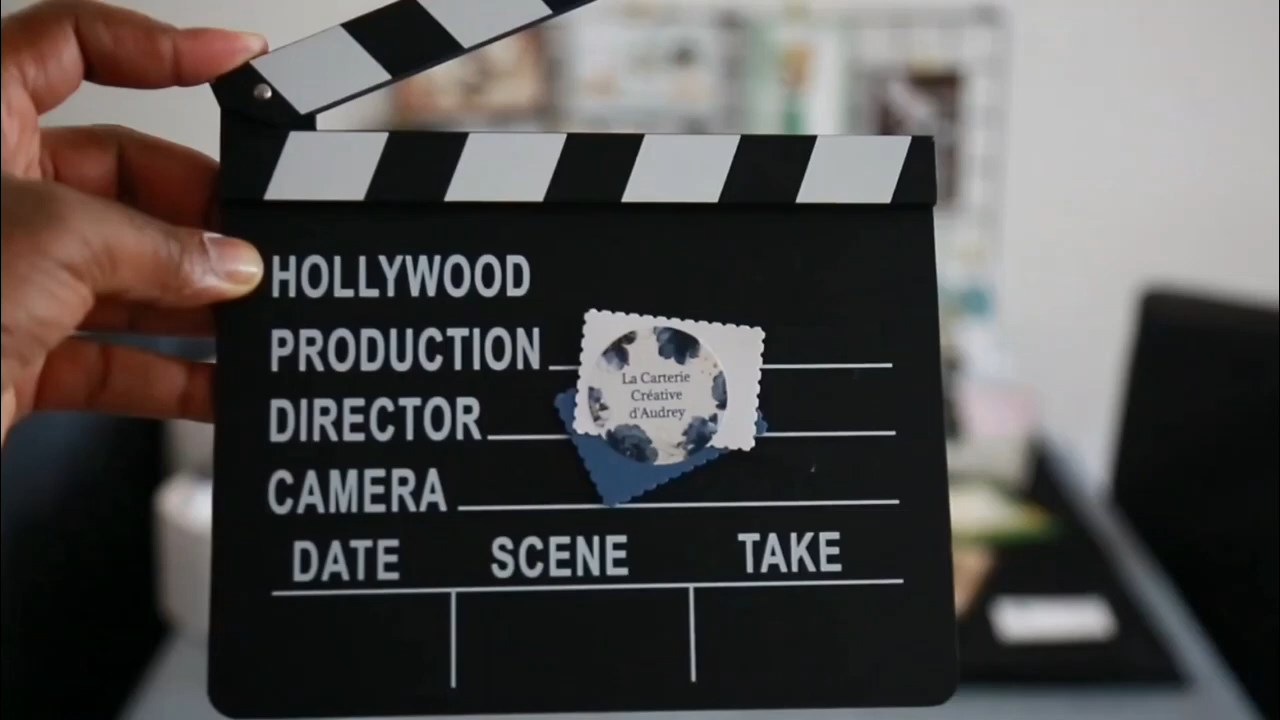 HOLLYWOOD
PRODUCTION
DIRECTOR
CAMERA
DATE SCENE TAKE
La Carterie
Créative
d'Audrey